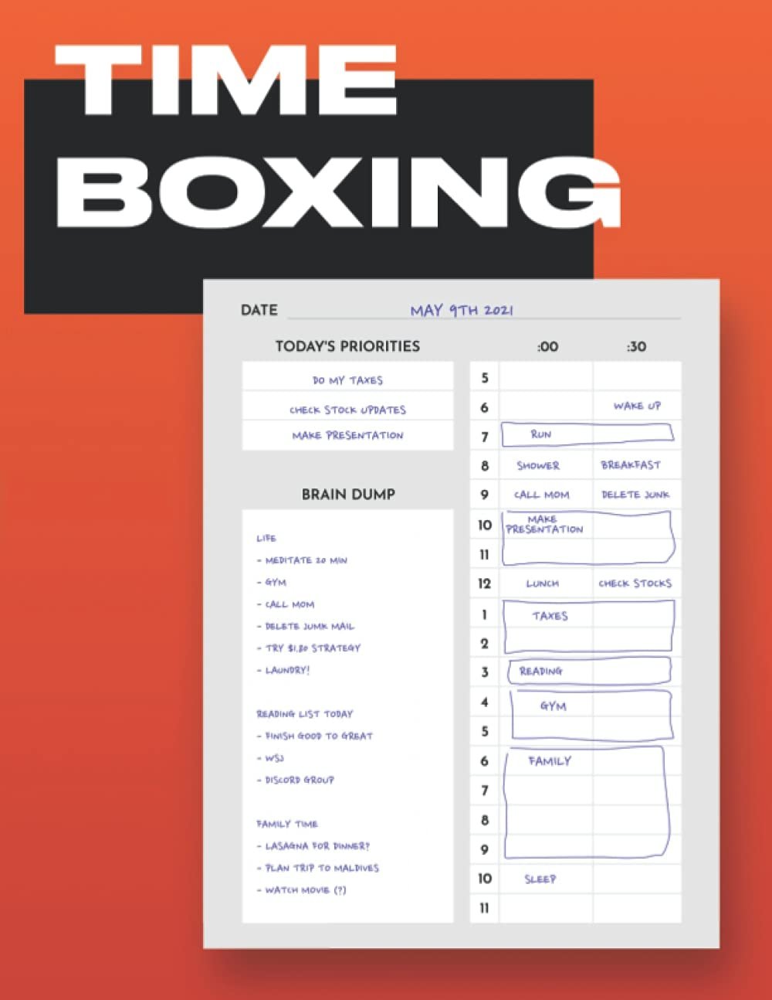 TIME
BOXING
DATE MAY 9TH 2021
TODAY'S PRIORITIES
DO MY TAXES
CHECK STOCK UPDATES
MAKE PRESENTATION
BRAIN DUMP
LIFE
- MEDITATE 20 MIN
- GYM
- CALL MOM
- DELETE JUNK MAIL
- TRY $1.80 STRATEGY
- LAUNDRY!
READING LIST TODAY
- FINISH GOOD TO GREAT
- WSJ
- DISCORD GROUP
FAMILY TIME
- LASAGNA FOR DINNER?
- PLAN TRIP TO MALDIVES
- WATCH MOVIE (?)
:00 :30
5
6 WAKE UP
7 RUN
8 SHOWER BREAKFAST
9 CALL MOM DELETE JUNK
10 MAKE
PRESENTATION
11
12 LUNCH CHECK STOCKS
1 TAXES
2
3 READING
4 GYM
5
6 FAMILY
7
8
9
10 SLEEP
11